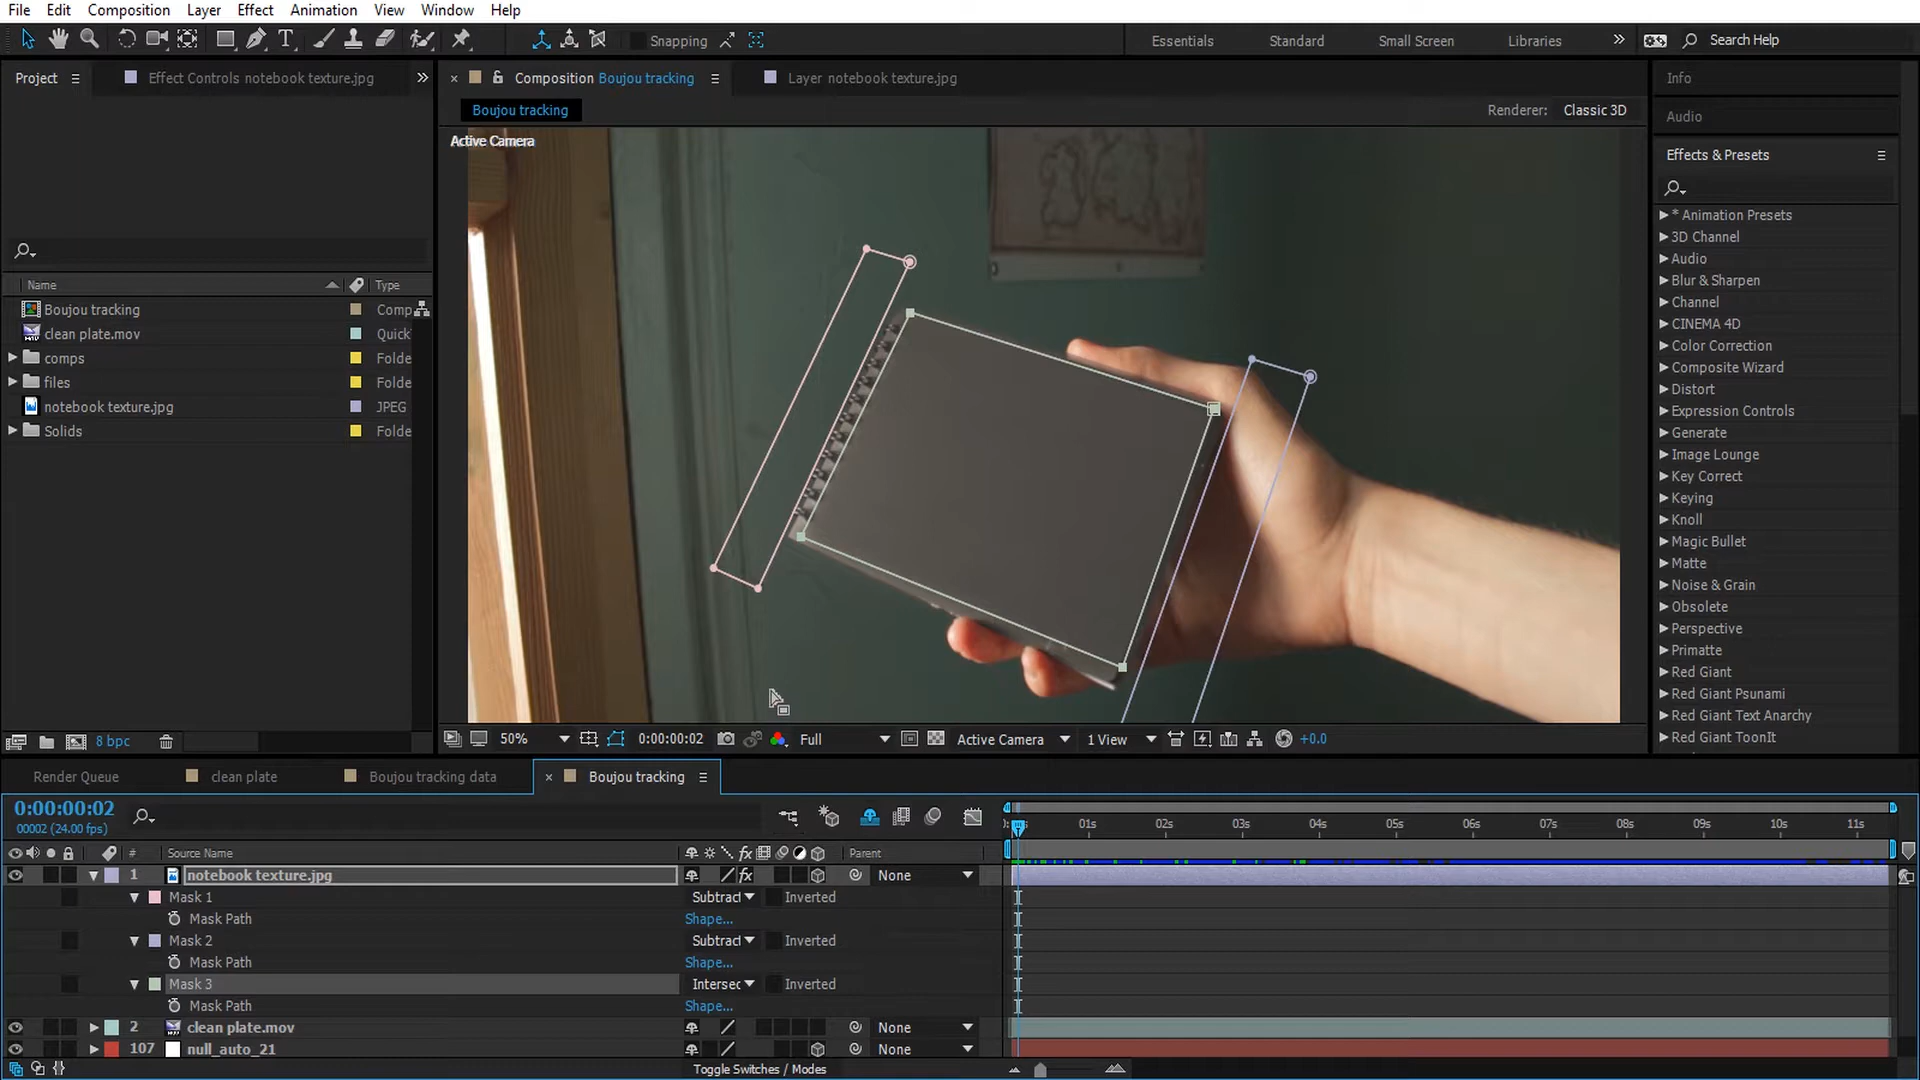 File Edit Composition Layer Effect Animation View Window Help
Snapping
Essentials Standard Small Screen Libraries Search Help
Project Effect Controls notebook texture.jpg
Composition Boujou tracking Layer notebook texture.jpg
Info
Boujou tracking Renderer: Classic 3D
Audio
Active Camera
Effects & Presets
* Animation Presets
3D Channel
Audio
Blur & Sharpen
Channel
CINEMA 4D
Color Correction
Composite Wizard
Distort
Expression Controls
Generate
Image Lounge
Key Correct
Keying
Knoll
Magic Bullet
Matte
Noise & Grain
Obsolete
Perspective
Primatte
Red Giant
Red Giant Psunami
Red Giant Text Anarchy
Red Giant ToonIt
Name Type
Boujou tracking Comp
clean plate.mov Quick
comps Folde
files Folde
notebook texture.jpg JPEG
Solids Folde
8 bpc
50% 0:00:00:02 Full Active Camera 1 View +0.0
Render Queue clean plate Boujou tracking data Boujou tracking
0:00:00:02
00002 (24.00 fps)
01s 02s 03s 04s 05s 06s 07s 08s 09s 10s 11s
# Source Name fx Parent
1 notebook texture.jpg fx None
Mask 1 Subtract Inverted
Mask Path Shape...
Mask 2 Subtract Inverted
Mask Path Shape...
Mask 3 Intersec Inverted
Mask Path Shape...
2 clean plate.mov None
107 null_auto_21 None
Toggle Switches / Modes